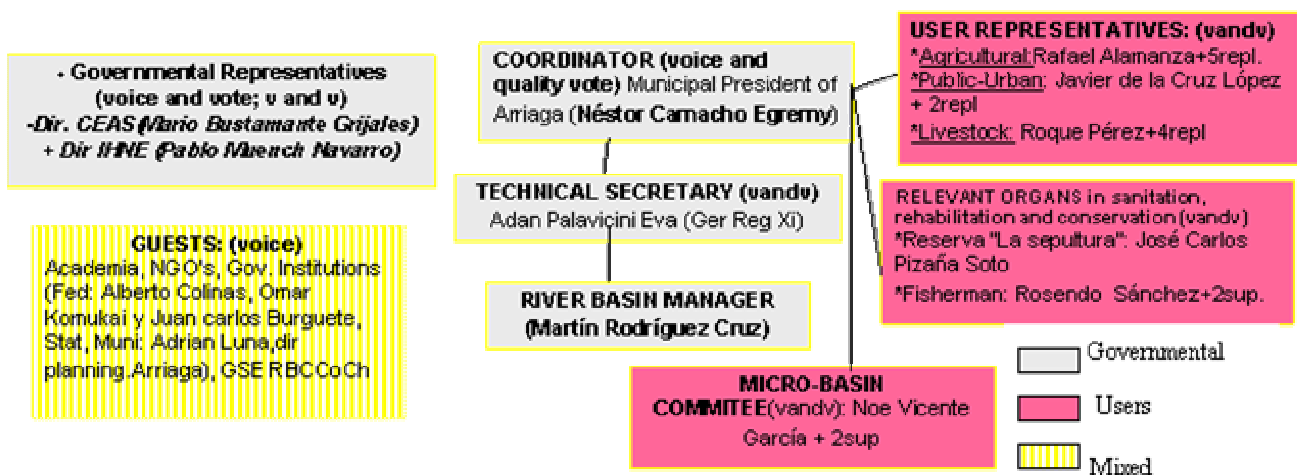 - Governmental Representatives
(voice and vote; v and v)
-Dir. CEAS (Mario Bustamante Grijales)
+ Dir IHNE (Pablo Muench Navarro)
GUESTS: (voice)
Academia, NGO's, Gov. Institutions
(Fed: Alberto Colinas, Omar
Komukai y Juan carlos Burguete,
Stat, Muni: Adrian Luna,dir
planning.Arriaga), GSE RBCCoCh
COORDINATOR (voice and
quality vote) Municipal President of
Arriaga (Néstor Camacho Egremy)
TECHNICAL SECRETARY (vandv)
Adan Palavicini Eva (Ger Reg Xi)
RIVER BASIN MANAGER
(Martín Rodríguez Cruz)
MICRO-BASIN
COMMITEE(vandv): Noe Vicente
García + 2sup
USER REPRESENTATIVES: (vandv)
*Agricultural:Rafael Alamanza+5repl.
*Public-Urban: Javier de la Cruz López
+ 2repl
*Livestock: Roque Pérez+4repl
RELEVANT ORGANS in sanitation,
rehabilitation and conservation (vandv)
*Reserva "La sepultura": José Carlos
Pizaña Soto
*Fisherman: Rosendo Sánchez+2sup.
Governmental
Users
Mixed